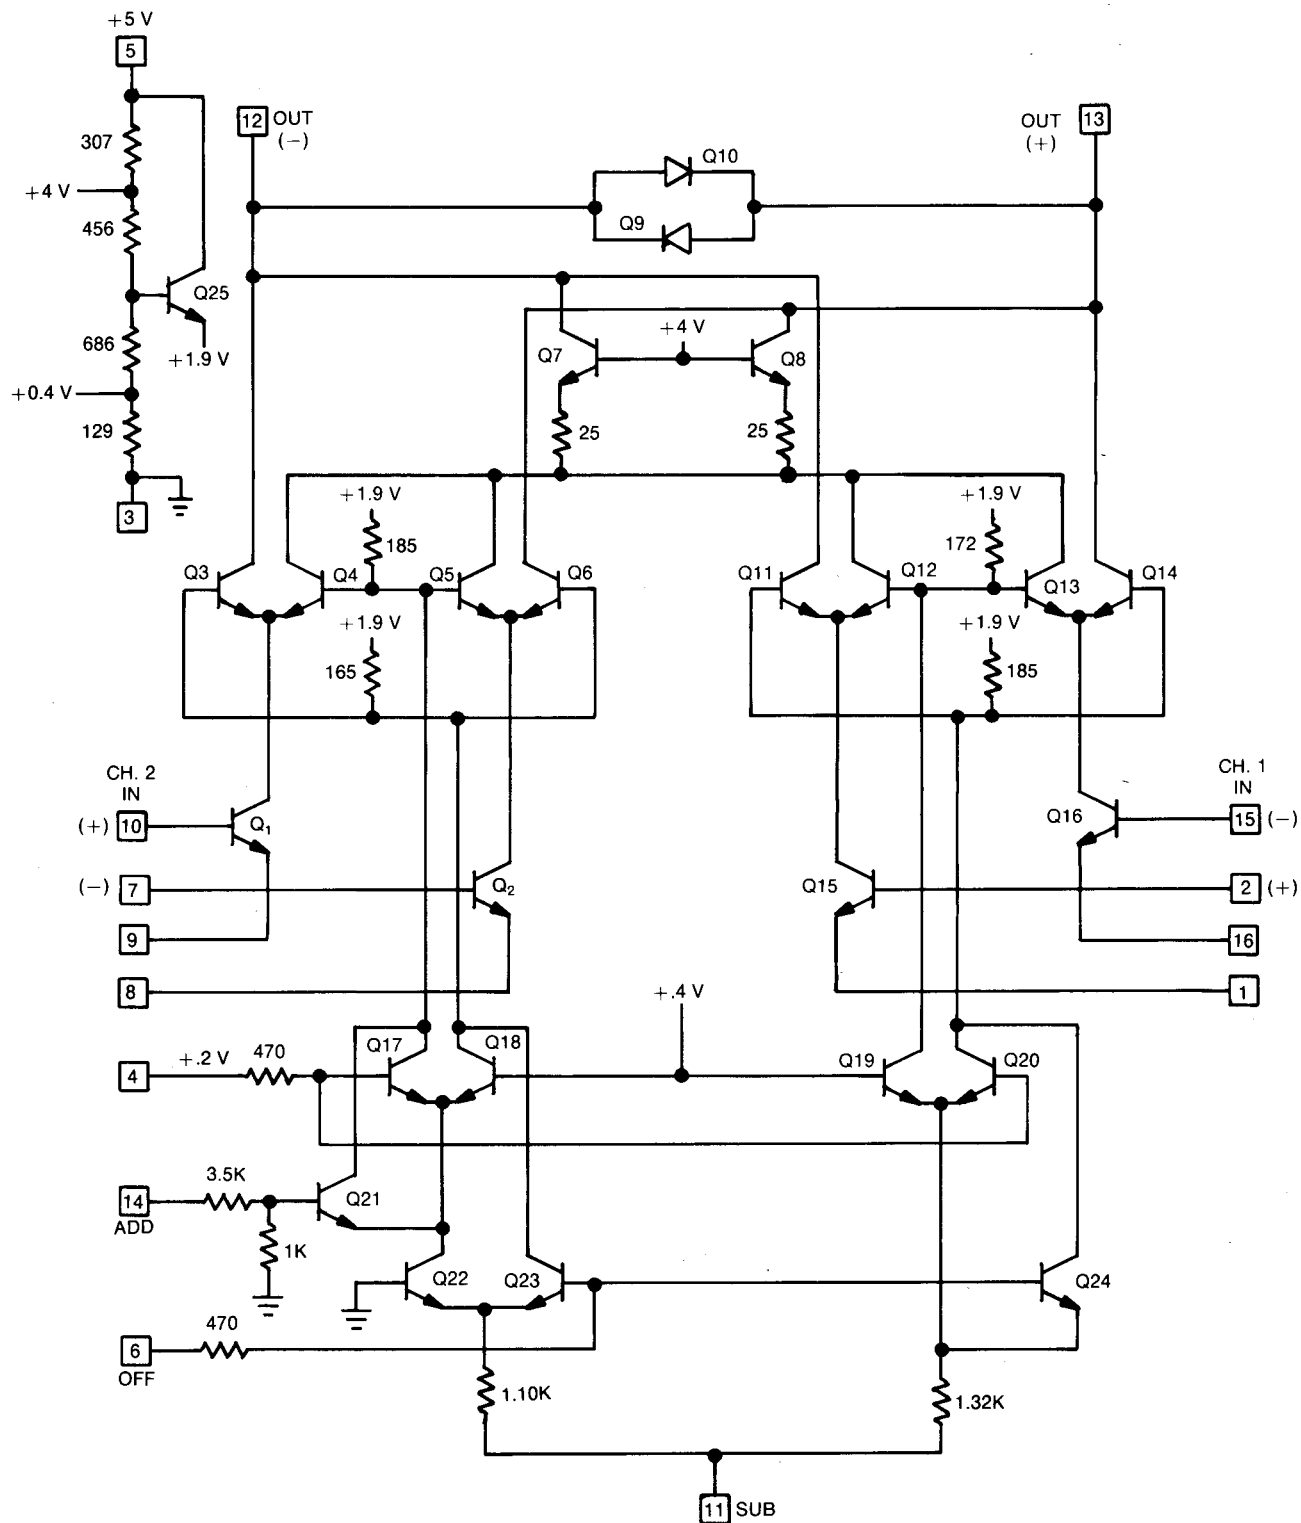 +5 V
5
12 OUT
(−)
OUT
(+)
13
307
Q10
+4 V
Q9
456
Q25
+4 V
Q7
Q8
686
+1.9 V
+0.4 V
25
25
129
+1.9 V
+1.9 V
3
185
172
Q3
Q4
Q5
Q6
Q11
Q12
Q13
Q14
+1.9 V
+1.9 V
165
185
CH. 2
IN
CH. 1
IN
(+) 10
Q1
Q16
15 (−)
(−) 7
Q2
Q15
2 (+)
9
16
8
+.4 V
1
+.2 V
470
Q17
Q18
Q19
Q20
4
3.5K
14
Q21
ADD
1K
Q22
Q23
Q24
470
6
OFF
1.10K
1.32K
11 SUB